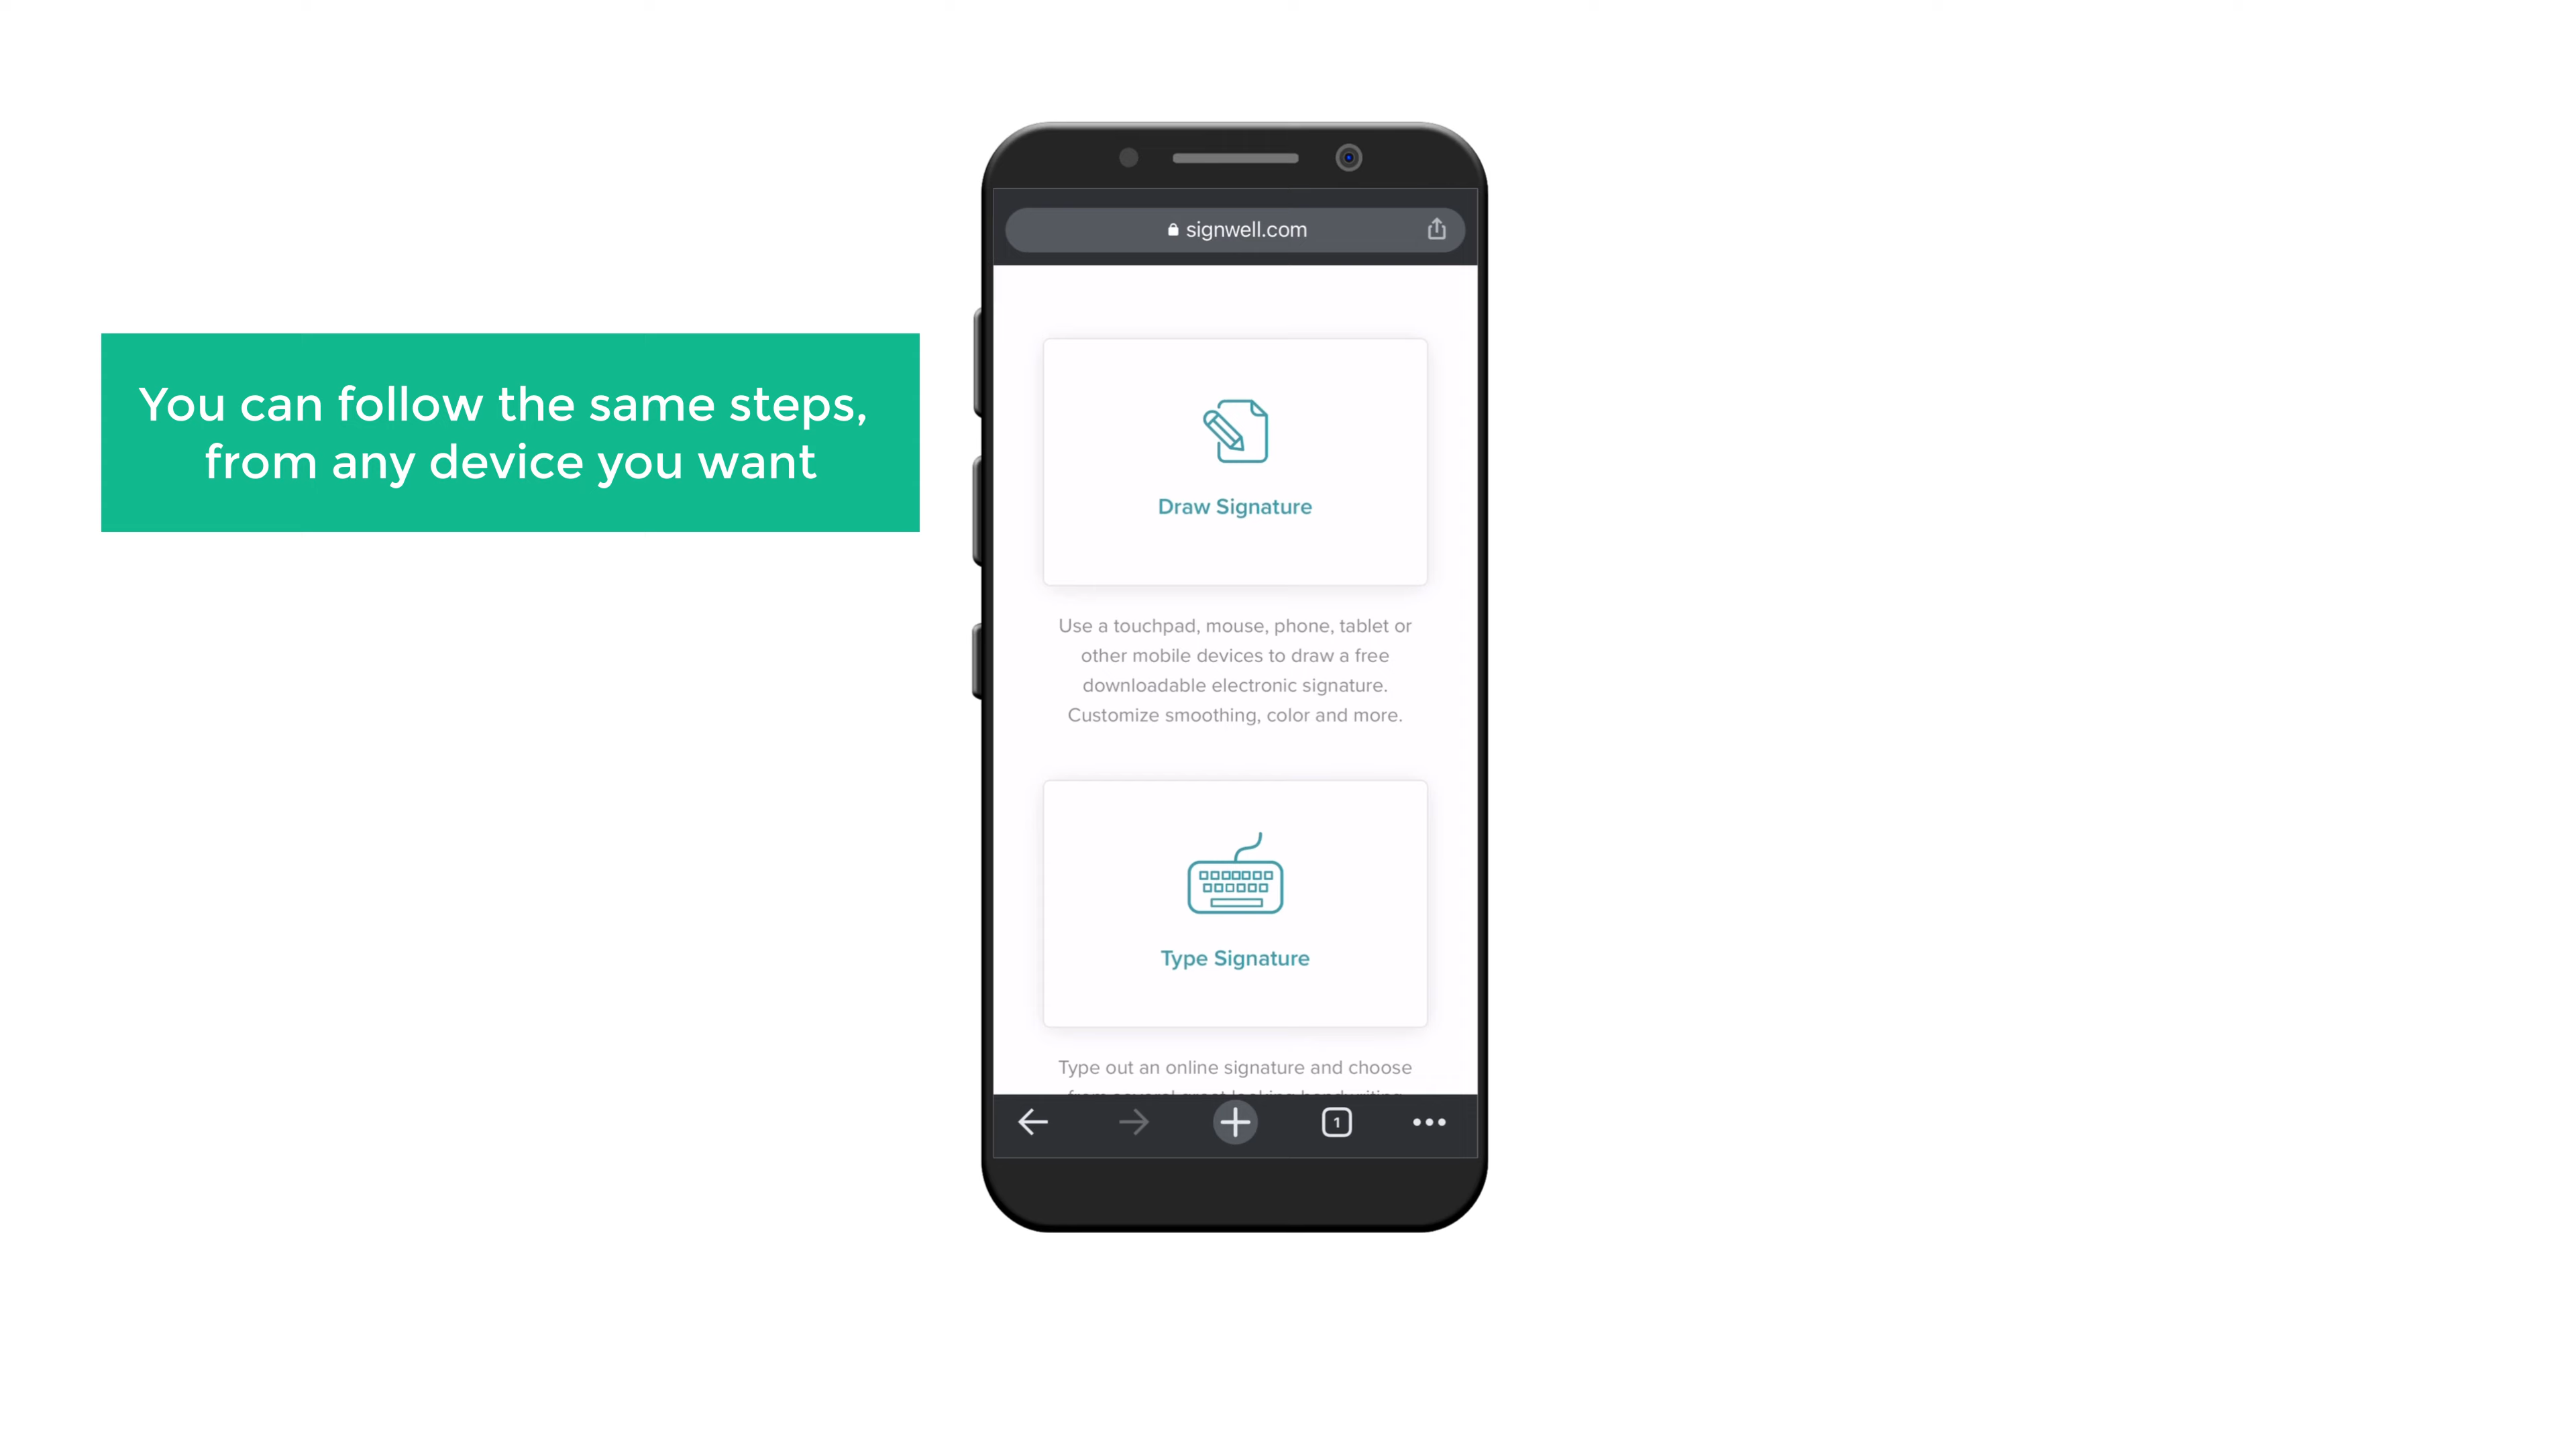 You can follow the same steps,
from any device you want
signwell.com
Draw Signature
Use a touchpad, mouse, phone, tablet or
other mobile devices to draw a free
downloadable electronic signature.
Customize smoothing, color and more.
Type Signature
Type out an online signature and choose
1